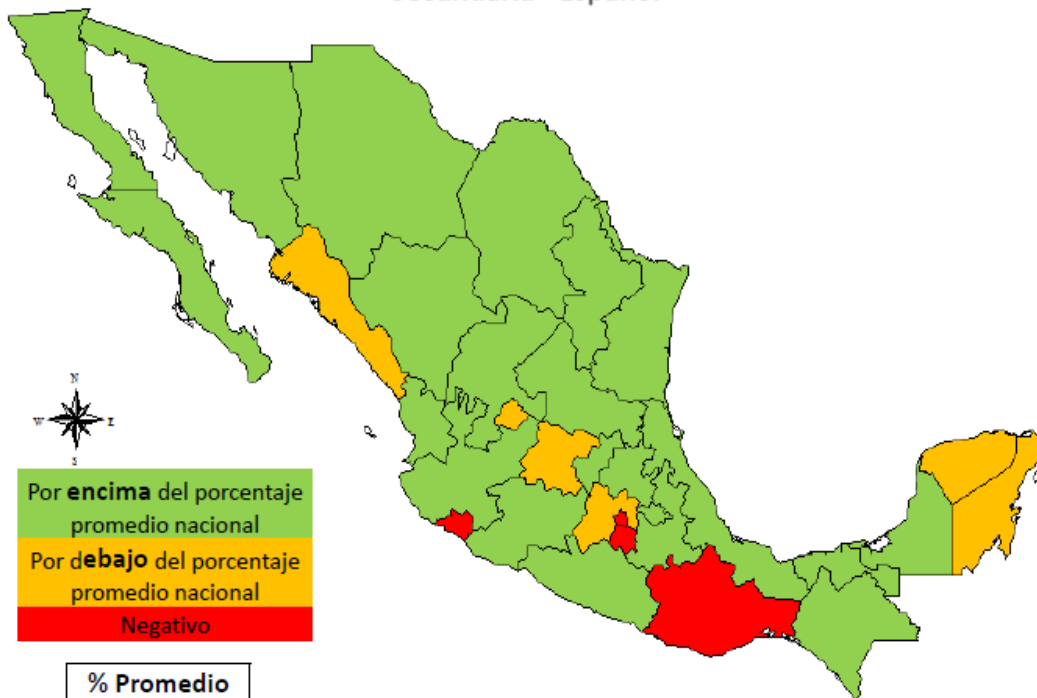 N
W E
S
Por encima del porcentaje
promedio nacional
Por debajo del porcentaje
promedio nacional
Negativo
% Promedio